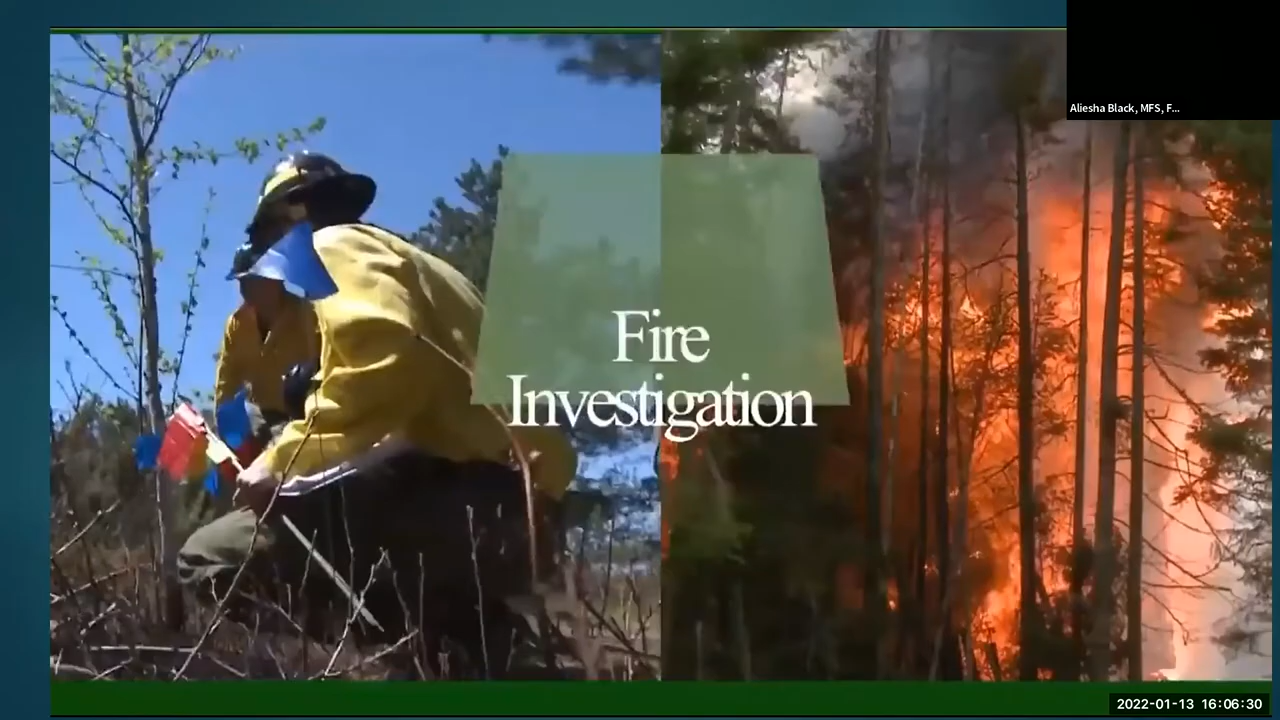 Aliesha Black, MFS, F...
Fire
Investigation
2022-01-13 16:06:30